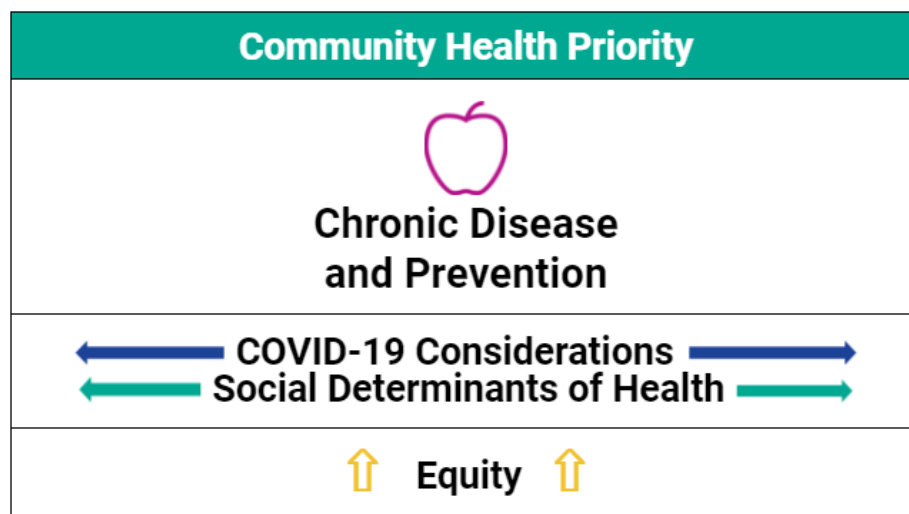 Community Health Priority
Chronic Disease
and Prevention
COVID-19 Considerations
Social Determinants of Health
Equity